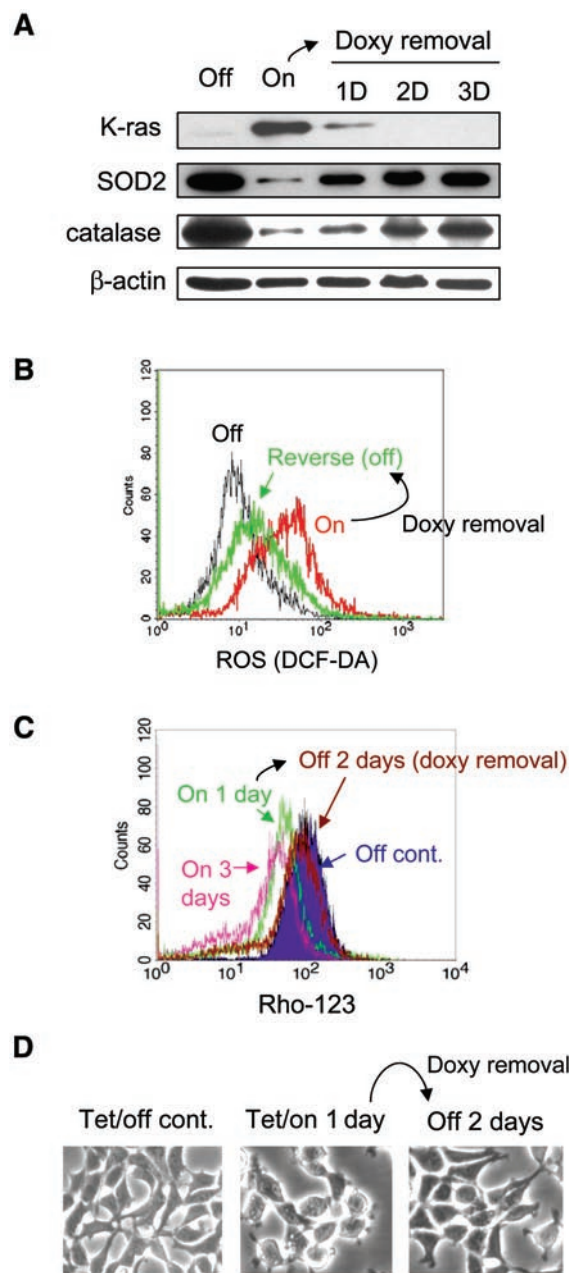 A
Doxy removal
Off On
1D 2D 3D
K-ras
SOD2
catalase
β-actin
B
120
100
80
60
40
20
0
Counts
Off
Reverse (off)
On
Doxy removal
10⁰ 10¹ 10² 10³
ROS (DCF-DA)
C
120
100
80
60
40
20
0
Counts
Off 2 days (doxy removal)
On 1 day
Off cont.
On 3
days
10⁰ 10¹ 10² 10³ 10⁴
Rho-123
D
Doxy removal
Tet/off cont. Tet/on 1 day Off 2 days